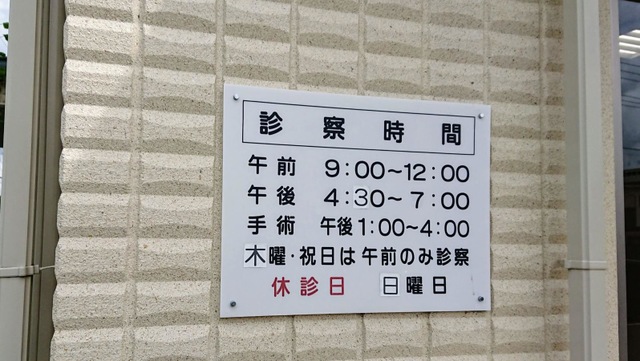 診察時間
午前 9:00~12:00
午後 4:30~ 7:00
手術 午後1:00~4:00
木曜・祝日は午前のみ診察
休診日 日曜日